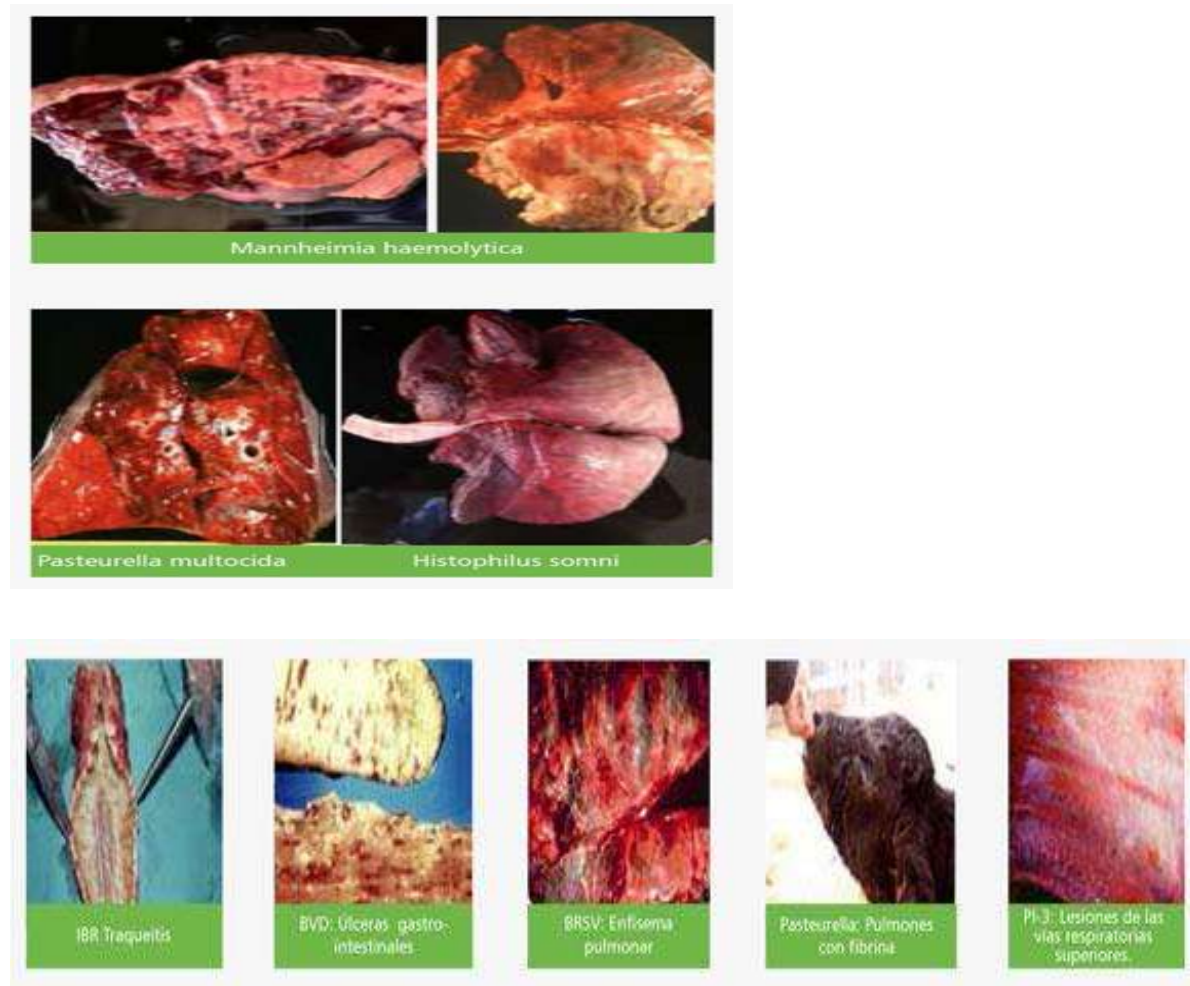 Mannheimia haemolytica
Pasteurella multocida
Histophilus somni
IBR Traqueitis
BVD: Úlceras gastro-
intestinales
BRSV: Enfisema
pulmonar
Pasteurella: Pulmones
con fibrina
PI-3: Lesiones de las
vías respiratorias
superiores.